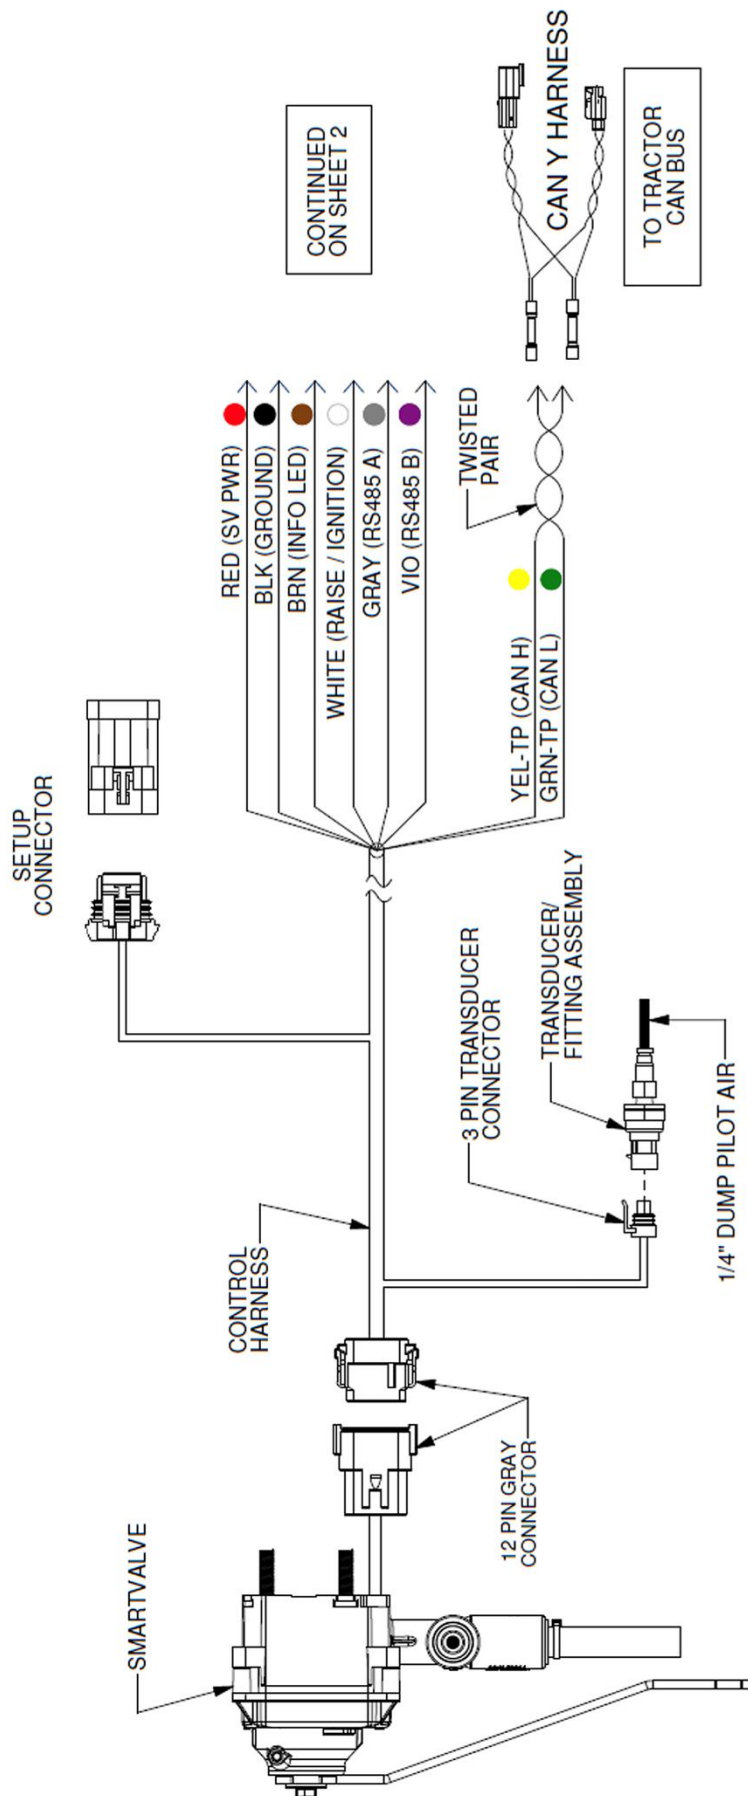 SMARTVALVE
12 PIN GRAY
CONNECTOR
CONTROL
HARNESS
SETUP
CONNECTOR
3 PIN TRANSDUCER
CONNECTOR
TRANSDUCER/
FITTING ASSEMBLY
1/4" DUMP PILOT AIR
RED (SV PWR)
BLK (GROUND)
BRN (INFO LED)
WHITE (RAISE / IGNITION)
GRAY (RS485 A)
VIO (RS485 B)
YEL-TP (CAN H)
GRN-TP (CAN L)
TWISTED
PAIR
CONTINUED
ON SHEET 2
CAN Y HARNESS
TO TRACTOR
CAN BUS